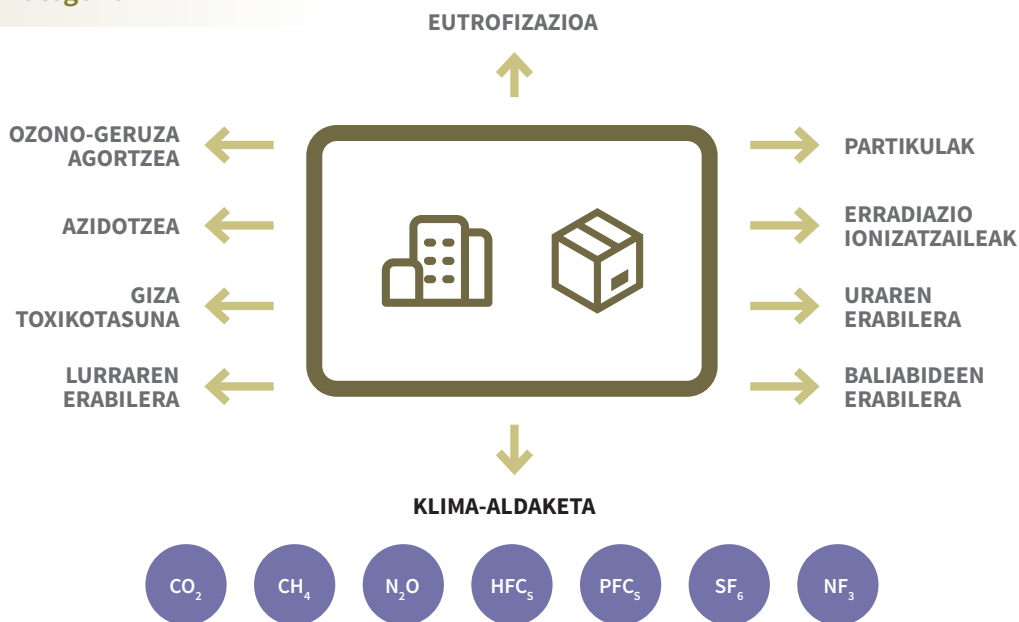 EUTROFIZAZIOA
OZONO-GERUZA
AGORTZEA
PARTIKULAK
AZIDOTZEA
ERRADIAZIO
IONIZATZAILEAK
GIZA
TOXIKOTASUNA
URAREN
ERABILERA
LURRAREN
ERABILERA
BALIABIDEEN
ERABILERA
KLIMA-ALDAKETA
CO₂
CH₄
N₂O
HFCₛ
PFCₛ
SF₆
NF₃